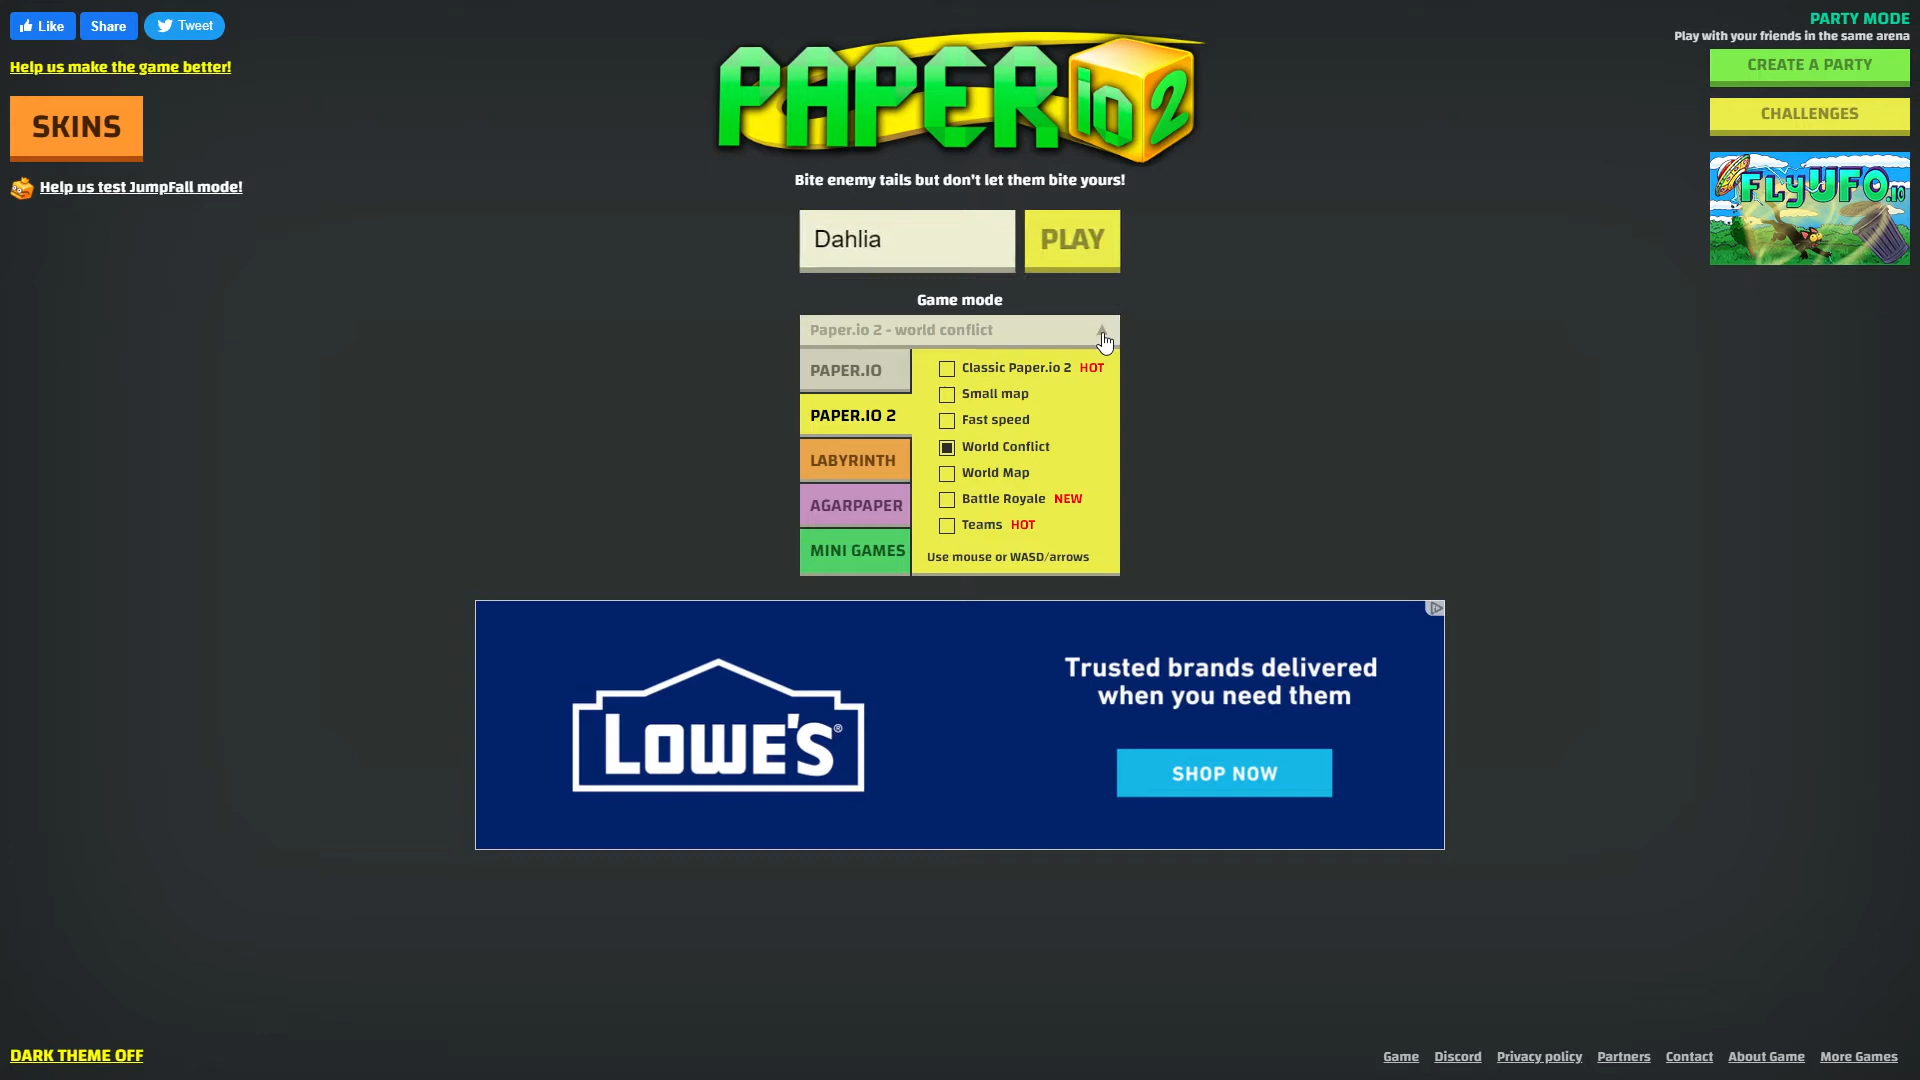 Like
Share
Tweet
Help us make the game better!
SKINS
Help us test JumpFall mode!
PAPER io 2
Bite enemy tails but don't let them bite yours!
Dahlia
PLAY
Game mode
Paper.io 2 - world conflict
PAPER.IO
PAPER.IO 2
LABYRINTH
AGARPAPER
MINI GAMES
Classic Paper.io 2 HOT
Small map
Fast speed
World Conflict
World Map
Battle Royale NEW
Teams HOT
Use mouse or WASD/arrows
PARTY MODE
Play with your friends in the same arena
CREATE A PARTY
CHALLENGES
FLYUFO.io
LOWE'S®
Trusted brands delivered
when you need them
SHOP NOW
DARK THEME OFF
Game
Discord
Privacy policy
Partners
Contact
About Game
More Games